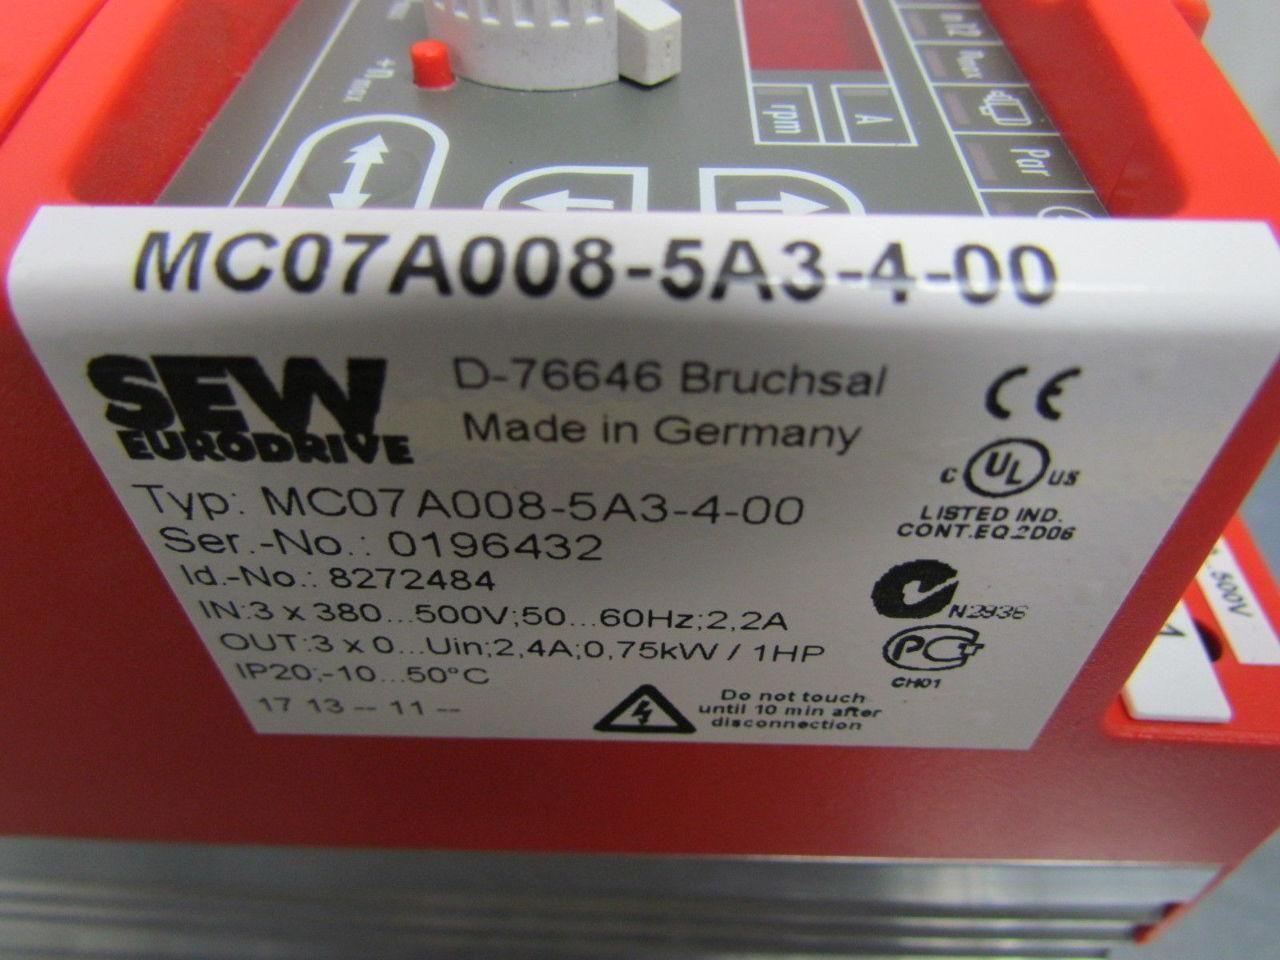 n12
+n max
nmax
rpm
A
Par
MC07A008-5A3-4-00
SEW
EURODRIVE
D-76646 Bruchsal
Made in Germany
CE
C UL US
LISTED IND.
CONT.EQ.2D06
Typ: MC07A008-5A3-4-00
Ser.-No.: 0196432
Id.-No.: 8272484
IN:3 x 380...500V;50...60Hz;2,2A
OUT:3 x 0...Uin;2,4A;0,75kW / 1HP
IP20;-10...50°C
17 13 -- 11 --
N2936
PC
CH01
Do not touch
until 10 min after
disconnection
500V